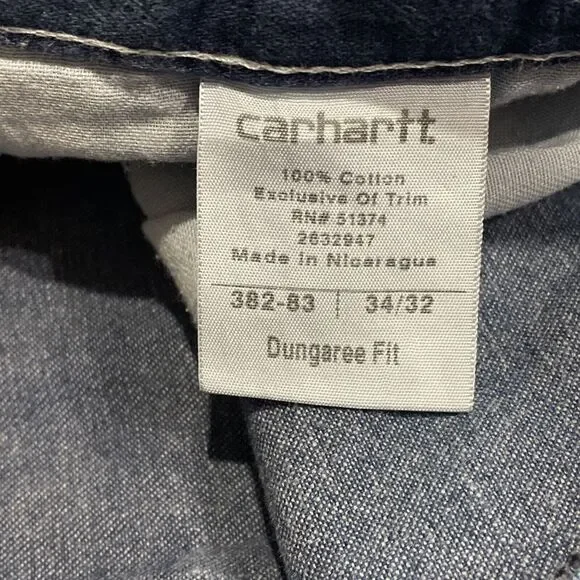 carhartt
100% Cotton
Exclusive Of Trim
RN# 51374
2632947
Made in Nicaragua
382-83 | 34/32
Dungaree Fit